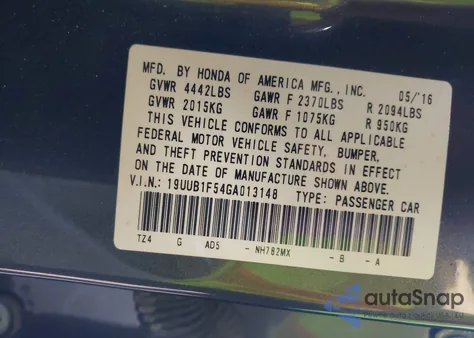 MFD. BY HONDA OF AMERICA MFG., INC. 05/'16
GVWR 4442LBS GAWR F 2370LBS R 2094LBS
GVWR 2015KG GAWR F 1075KG R 950KG
THIS VEHICLE CONFORMS TO ALL APPLICABLE
FEDERAL MOTOR VEHICLE SAFETY, BUMPER,
AND THEFT PREVENTION STANDARDS IN EFFECT
ON THE DATE OF MANUFACTURE SHOWN ABOVE.
V.I.N.: 19UUB1F54GA013148 TYPE: PASSENGER CAR
TZ4 G AD5 - NH782MX - B - A
autoSnap